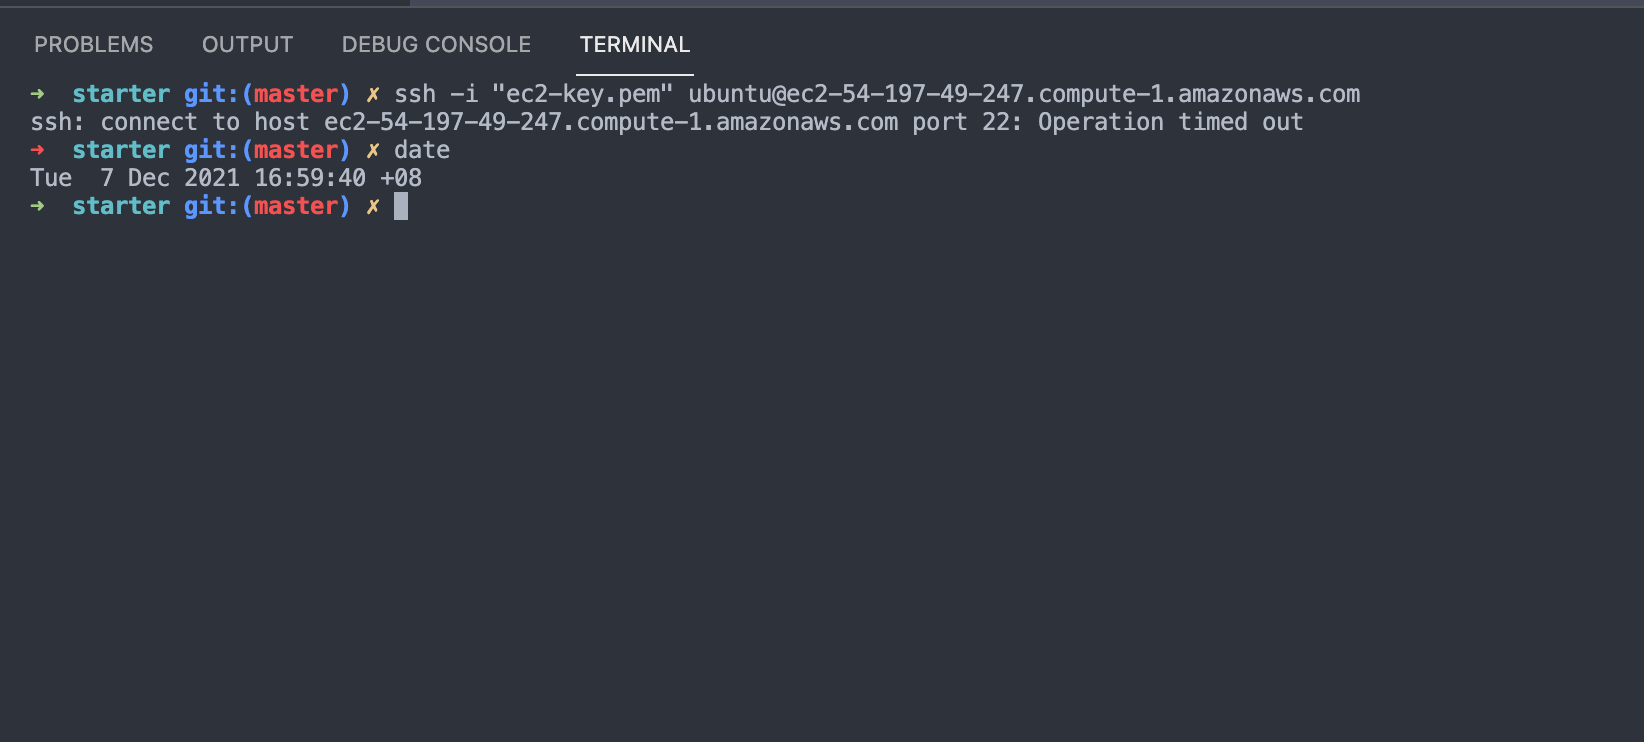 PROBLEMS OUTPUT DEBUG CONSOLE TERMINAL
➜  starter git:(master) ✗ ssh -i "ec2-key.pem" ubuntu@ec2-54-197-49-247.compute-1.amazonaws.com
ssh: connect to host ec2-54-197-49-247.compute-1.amazonaws.com port 22: Operation timed out
➜  starter git:(master) ✗ date
Tue  7 Dec 2021 16:59:40 +08
➜  starter git:(master) ✗